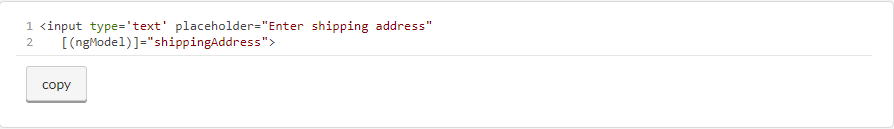 1 <input type='text' placeholder="Enter shipping address"
2 [(ngModel)]="shippingAddress">
copy